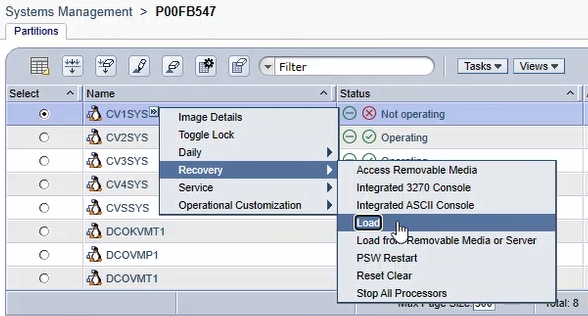 Systems Management > P00FB547
Partitions
Filter
Tasks
Views
Select
Name
Status
CV1SYS
Not operating
CV2SYS
Operating
CV3SYS
Operating
CV4SYS
CVSSYS
DCOKVMT1
DCOVMP1
DCOVMT1
Image Details
Toggle Lock
Daily
Recovery
Service
Operational Customization
Access Removable Media
Integrated 3270 Console
Integrated ASCII Console
Load
Load from Removable Media or Server
PSW Restart
Reset Clear
Stop All Processors
Max Page Size: 500
Total: 8